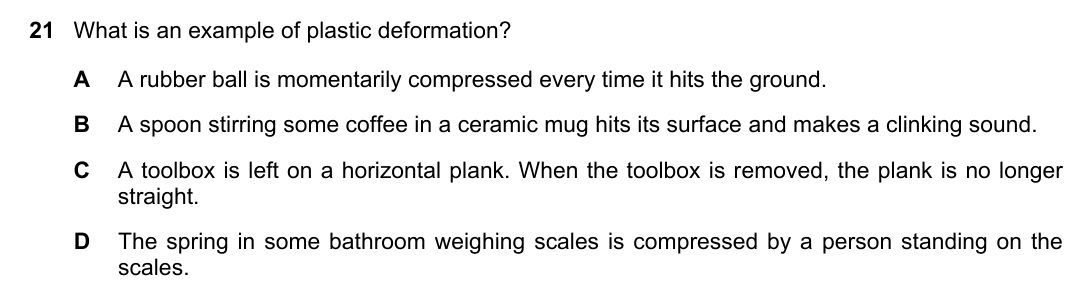 21 What is an example of plastic deformation?
A A rubber ball is momentarily compressed every time it hits the ground.
B A spoon stirring some coffee in a ceramic mug hits its surface and makes a clinking sound.
C A toolbox is left on a horizontal plank. When the toolbox is removed, the plank is no longer
straight.
D The spring in some bathroom weighing scales is compressed by a person standing on the
scales.